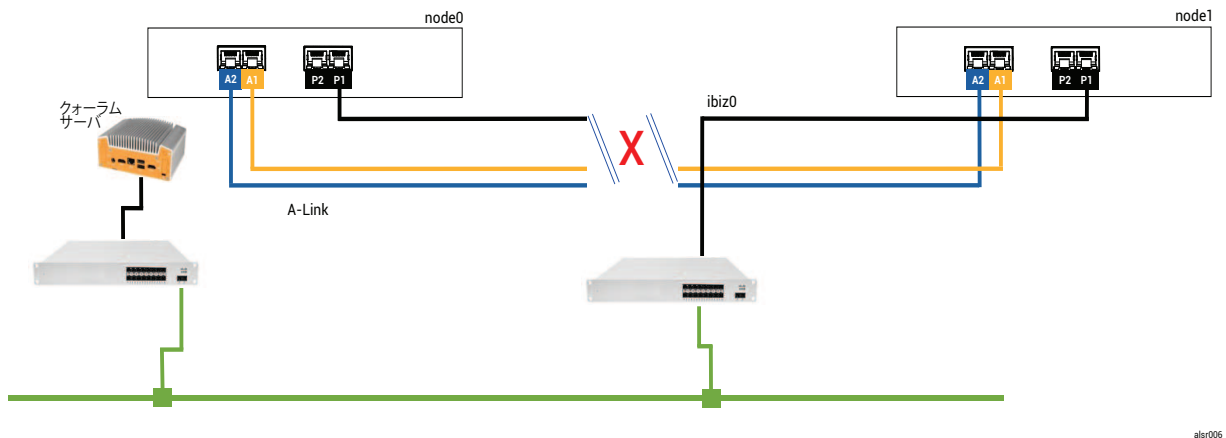 node0
node1
A2 A1
P2 P1
A2 A1
P2 P1
クォーラム
サーバ
ibiz0
X
A-Link
alsr006